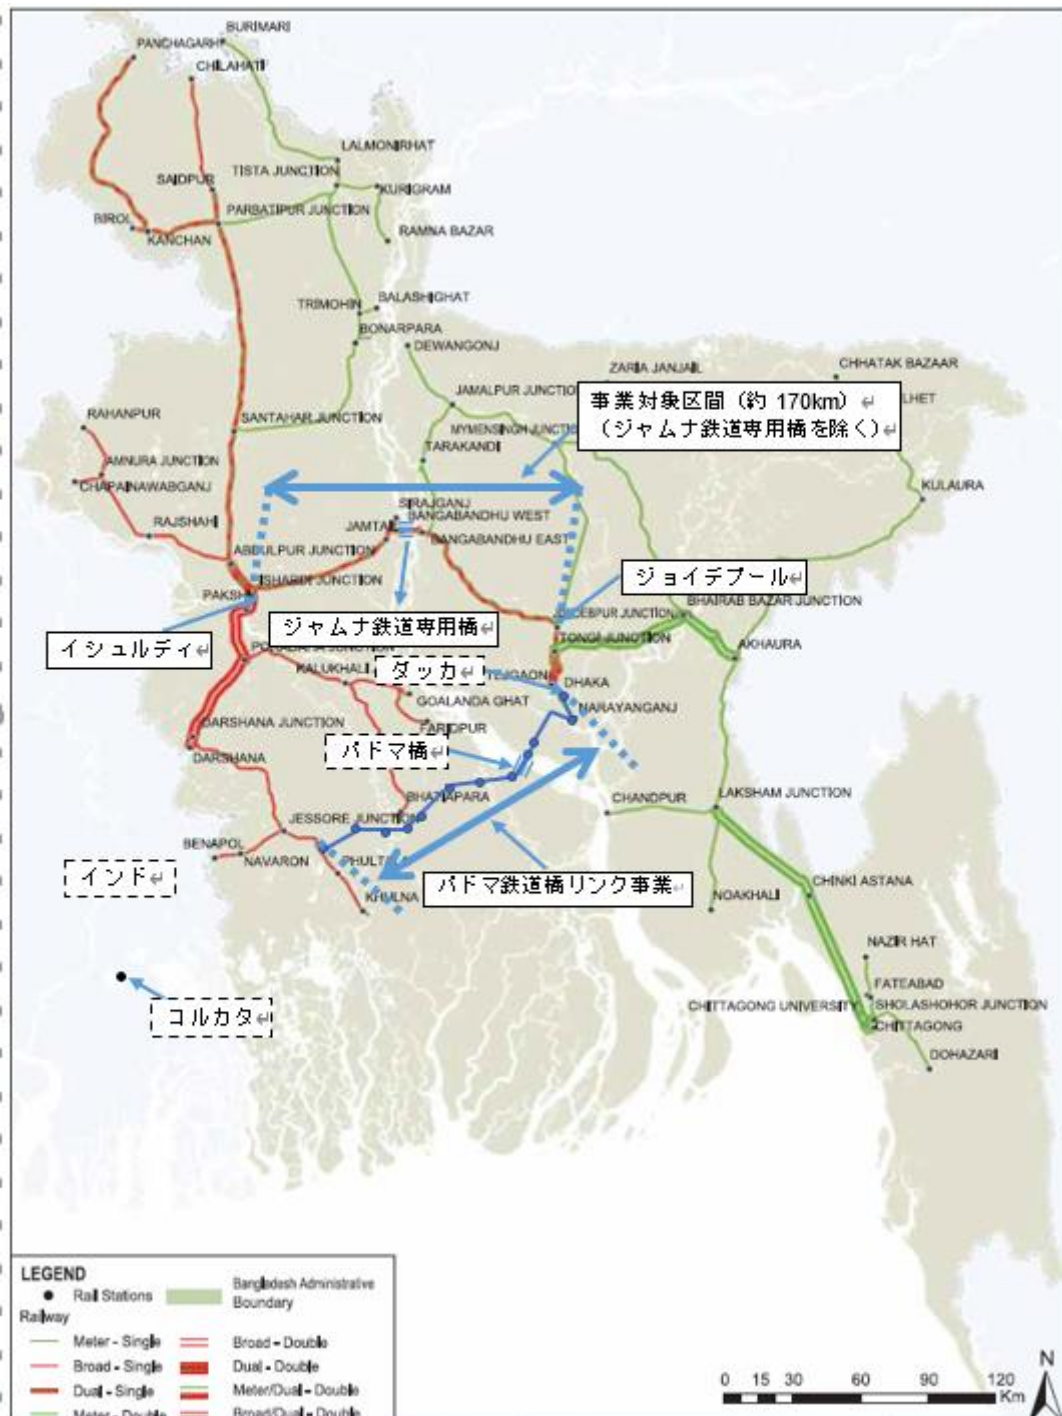 BURIMARI
PANCHAGARH
CHILAHATI
LALMONIRHAT
TISTA JUNCTION
SAIDPUR
KURIGRAM
PARBATIPUR JUNCTION
BIROL
KANCHAN
RAMNA BAZAR
TRIMOHIN
BALASHIGHAT
BONARPARA
DEWANGONJ
ZARIA JANJAIL
CHHATAK BAZAAR
JAMALPUR JUNCTION
事業対象区間(約 170km)
(ジャムナ鉄道専用橋を除く)
RAHANPUR
SANTAHAR JUNCTION
MYMENSINGH JUNCTION
TARAKANDI
AMNURA JUNCTION
CHAPAINAWABGANJ
KULAURA
SIRAJGANJ
RAJSHAHI
BANGABANDHU WEST
BANGABANDHU EAST
ABDULPUR JUNCTION
ISHARDI JUNCTION
ジョイデプール
BHAIRAB BAZAR JUNCTION
ジャムナ鉄道専用橋
イシュルディ
TONGI JUNCTION
AKHAURA
ダッカ
KALUKHALI
DHAKA
GOALANDA GHAT
NARAYANGANJ
FARIDPUR
DARSHANA JUNCTION
DARSHANA
パドマ橋
BHATIAPARA
CHANDPUR
LAKSHAM JUNCTION
JESSORE JUNCTION
BENAPOL
NAVARON
インド
KHULNA
パドマ鉄道橋リンク事業
CHINKI ASTANA
NOAKHALI
NAZIR HAT
FATEABAD
コルカタ
CHITTAGONG UNIVERSITY
SHOLASHOHOR JUNCTION
CHITTAGONG
DOHAZARI
LEGEND
Rail Stations
Bangladesh Administrative
Boundary
Railway
Meter - Single
Broad - Double
Broad - Single
Dual - Double
Dual - Single
Meter/Dual - Double
Meter - Double
Broad/Dual - Double
0 15 30 60 90 120
Km
N